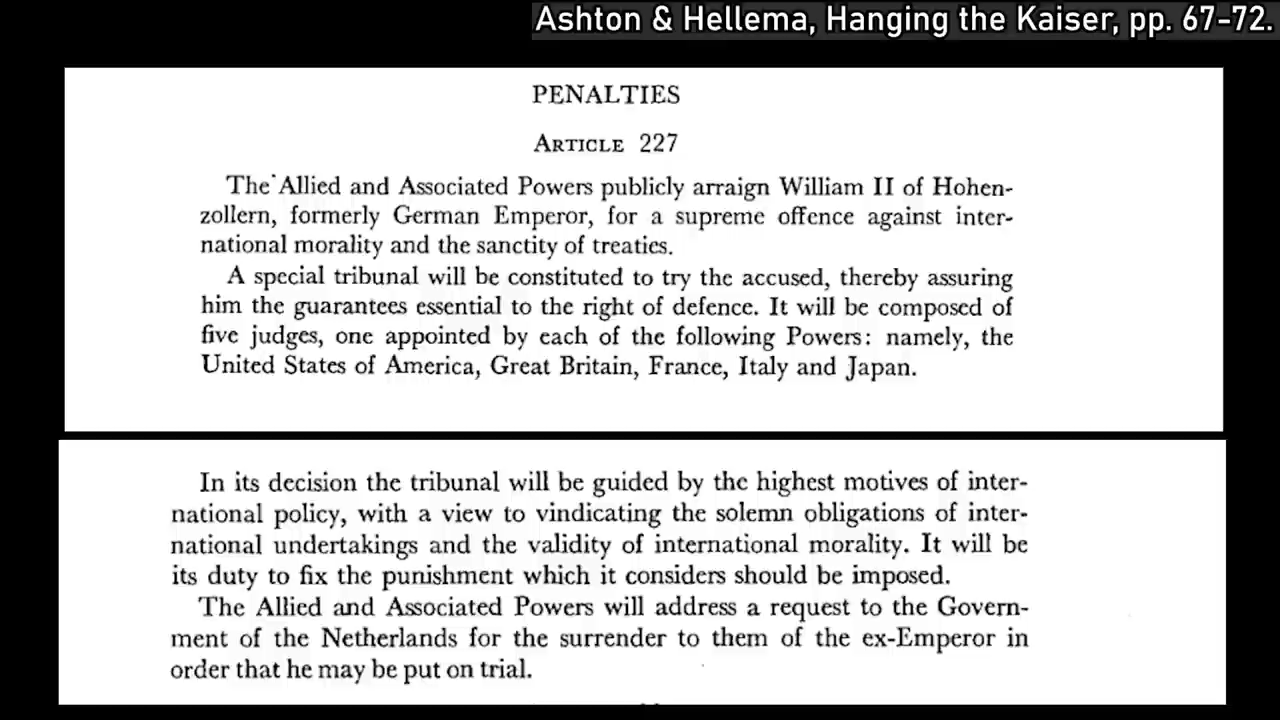 Ashton & Hellema, Hanging the Kaiser, pp. 67-72.
PENALTIES
ARTICLE 227
The Allied and Associated Powers publicly arraign William II of Hohen-
zollern, formerly German Emperor, for a supreme offence against inter-
national morality and the sanctity of treaties.
A special tribunal will be constituted to try the accused, thereby assuring
him the guarantees essential to the right of defence. It will be composed of
five judges, one appointed by each of the following Powers: namely, the
United States of America, Great Britain, France, Italy and Japan.
In its decision the tribunal will be guided by the highest motives of inter-
national policy, with a view to vindicating the solemn obligations of inter-
national undertakings and the validity of international morality. It will be
its duty to fix the punishment which it considers should be imposed.
The Allied and Associated Powers will address a request to the Govern-
ment of the Netherlands for the surrender to them of the ex-Emperor in
order that he may be put on trial.